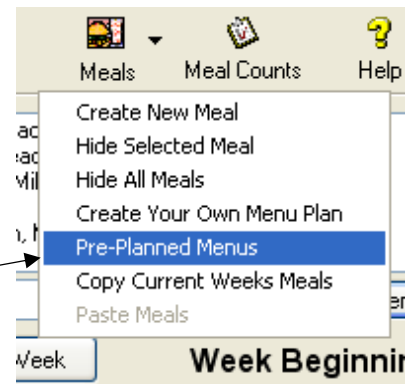 Meals Meal Counts Help
Create New Meal
Hide Selected Meal
Hide All Meals
Create Your Own Menu Plan
Pre-Planned Menus
Copy Current Weeks Meals
Paste Meals
Week Week